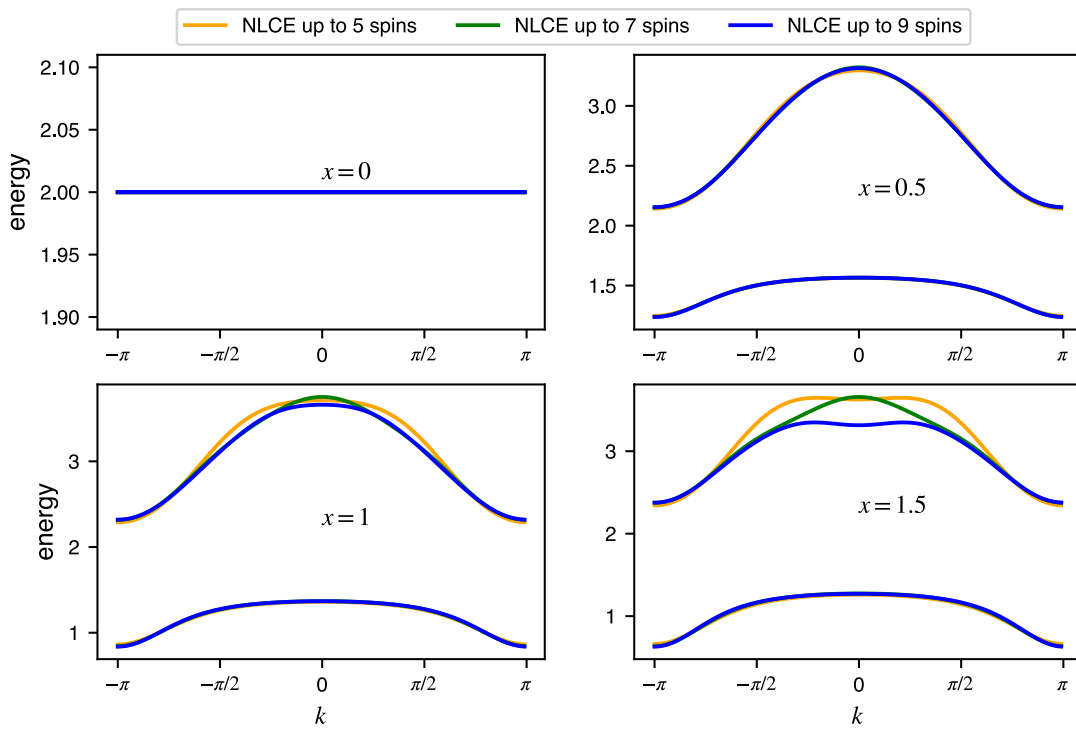 NLCE up to 5 spins NLCE up to 7 spins NLCE up to 9 spins
energy
2.10
2.05
2.00
1.95
1.90
x = 0
−π −π/2 0 π/2 π
3.0
2.5
2.0
1.5
x = 0.5
−π −π/2 0 π/2 π
energy
3
2
1
x = 1
−π −π/2 0 π/2 π
k
3
2
1
x = 1.5
−π −π/2 0 π/2 π
k